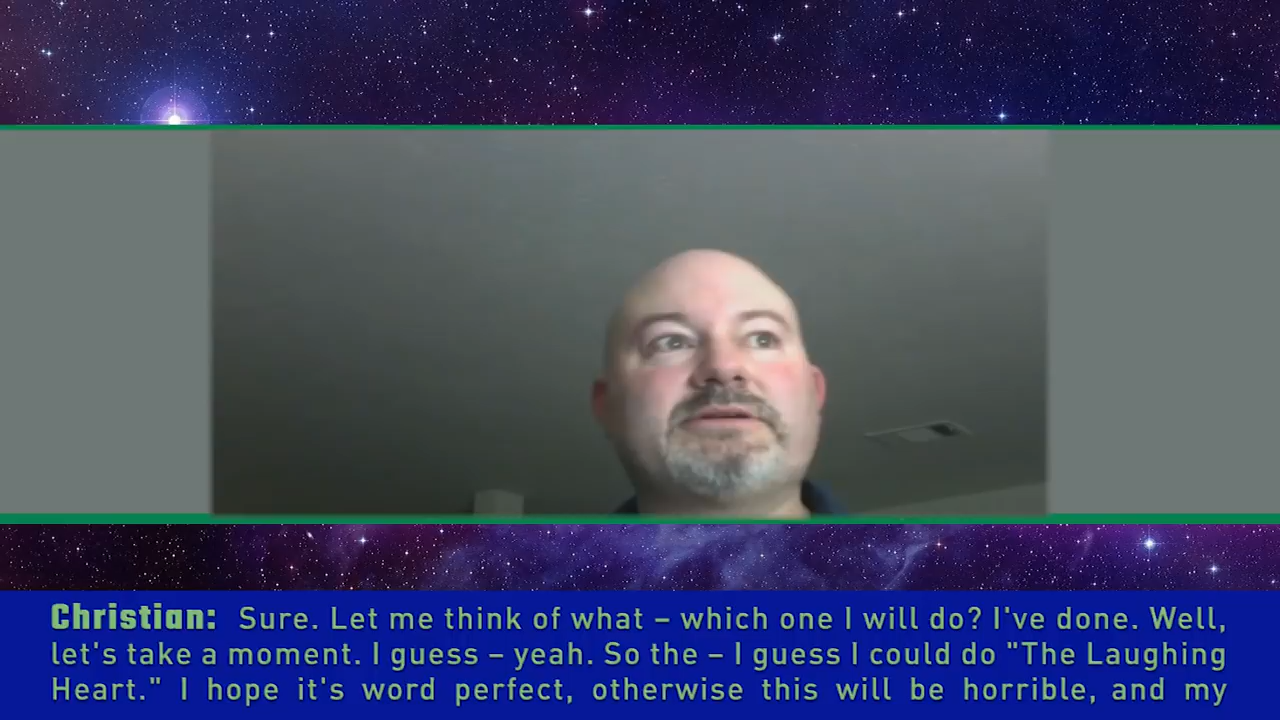 Christian: Sure. Let me think of what – which one I will do? I've done. Well,
let's take a moment. I guess – yeah. So the – I guess I could do "The Laughing
Heart." I hope it's word perfect, otherwise this will be horrible, and my